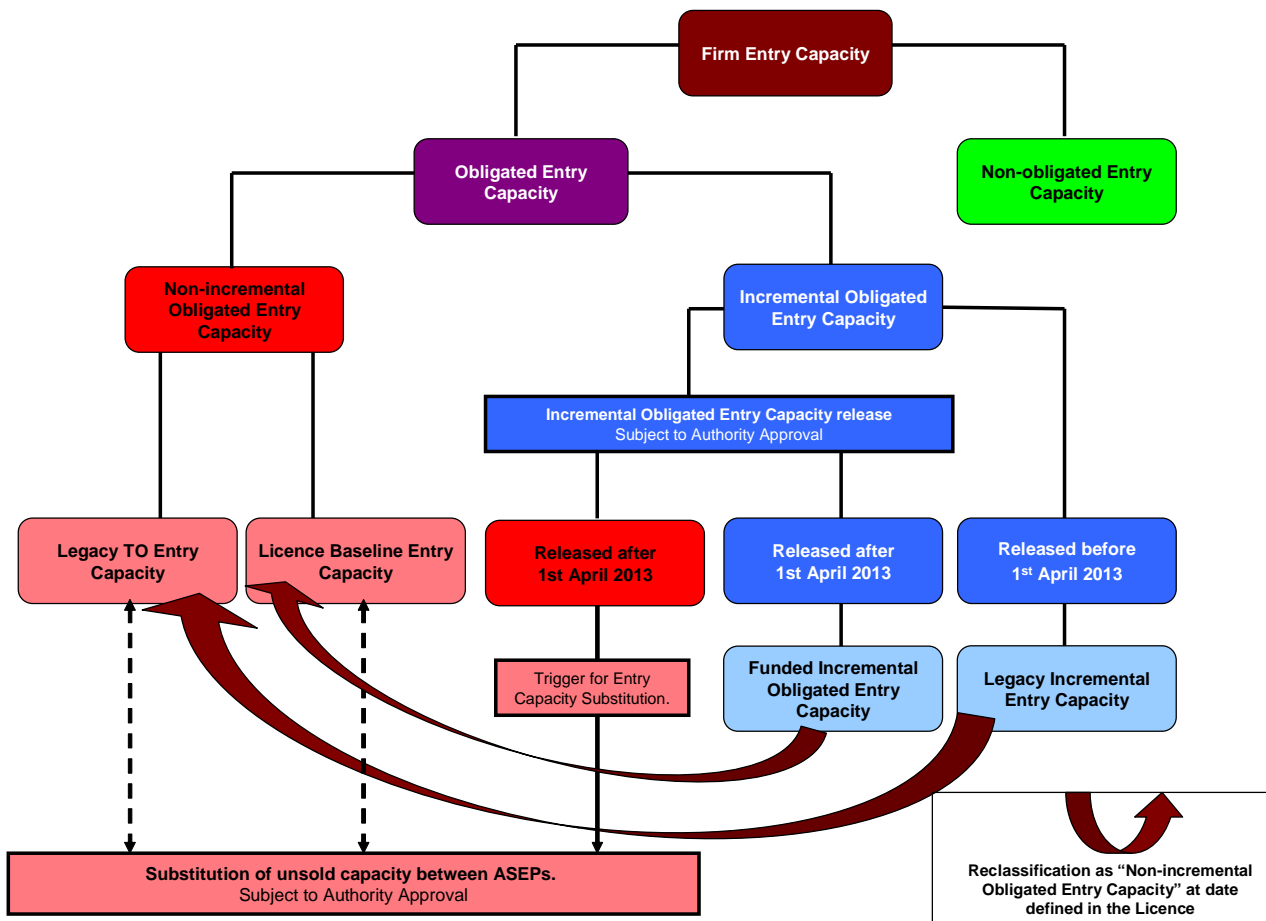 Firm Entry Capacity
Obligated Entry
Capacity
Non-obligated Entry
Capacity
Non-incremental
Obligated Entry
Capacity
Incremental Obligated
Entry Capacity
Incremental Obligated Entry Capacity release
Subject to Authority Approval
Legacy TO Entry
Capacity
Licence Baseline Entry
Capacity
Released after
1st April 2013
Released after
1st April 2013
Released before
1st April 2013
Trigger for Entry
Capacity Substitution.
Funded Incremental
Obligated Entry
Capacity
Legacy Incremental
Entry Capacity
Substitution of unsold capacity between ASEPs.
Subject to Authority Approval
Reclassification as “Non-incremental
Obligated Entry Capacity” at date
defined in the Licence